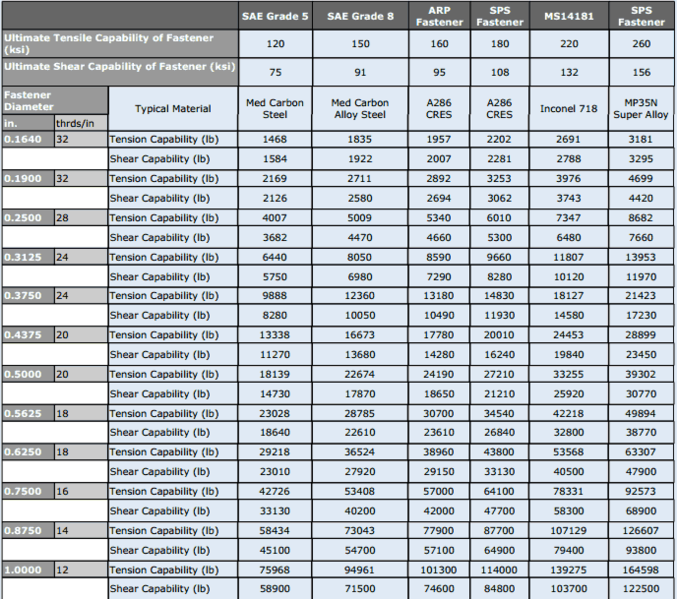 SAE Grade 5 SAE Grade 8 ARP Fastener SPS Fastener MS14181 SPS Fastener
Ultimate Tensile Capability of Fastener (ksi) 120 150 160 180 220 260
Ultimate Shear Capability of Fastener (ksi) 75 91 95 108 132 156
Fastener Diameter Typical Material Med Carbon Steel Med Carbon Alloy Steel A286 CRES A286 CRES Inconel 718 MP35N Super Alloy
in. thrds/in
0.1640 32 Tension Capability (lb) 1468 1835 1957 2202 2691 3181
Shear Capability (lb) 1584 1922 2007 2281 2788 3295
0.1900 32 Tension Capability (lb) 2169 2711 2892 3253 3976 4699
Shear Capability (lb) 2126 2580 2694 3062 3743 4420
0.2500 28 Tension Capability (lb) 4007 5009 5340 6010 7347 8682
Shear Capability (lb) 3682 4470 4660 5300 6480 7660
0.3125 24 Tension Capability (lb) 6440 8050 8590 9660 11807 13953
Shear Capability (lb) 5750 6980 7290 8280 10120 11970
0.3750 24 Tension Capability (lb) 9888 12360 13180 14830 18127 21423
Shear Capability (lb) 8280 10050 10490 11930 14580 17230
0.4375 20 Tension Capability (lb) 13338 16673 17780 20010 24453 28899
Shear Capability (lb) 11270 13680 14280 16240 19840 23450
0.5000 20 Tension Capability (lb) 18139 22674 24190 27210 33255 39302
Shear Capability (lb) 14730 17870 18650 21210 25920 30770
0.5625 18 Tension Capability (lb) 23028 28785 30700 34540 42218 49894
Shear Capability (lb) 18640 22610 23610 26840 32800 38770
0.6250 18 Tension Capability (lb) 29218 36524 38960 43800 53568 63307
Shear Capability (lb) 23010 27920 29150 33130 40500 47900
0.7500 16 Tension Capability (lb) 42726 53408 57000 64100 78331 92573
Shear Capability (lb) 33130 40200 42000 47700 58300 68900
0.8750 14 Tension Capability (lb) 58434 73043 77900 87700 107129 126607
Shear Capability (lb) 45100 54700 57100 64900 79400 93800
1.0000 12 Tension Capability (lb) 75968 94961 101300 114000 139275 164598
Shear Capability (lb) 58900 71500 74600 84800 103700 122500